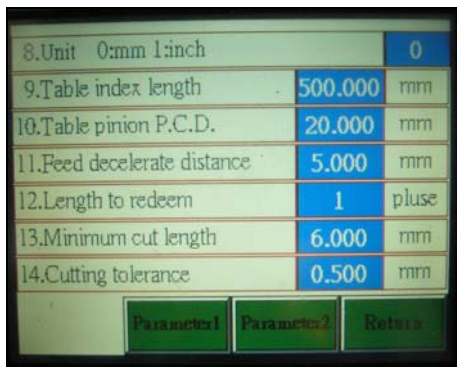 8.Unit 0:mm 1:inch 0
9.Table index length 500.000 mm
10.Table pinion P.C.D. 20.000 mm
11.Feed decelerate distance 5.000 mm
12.Length to redeem 1 pluse
13.Minimum cut length 6.000 mm
14.Cutting tolerance 0.500 mm
Parameter1 Parameter2 Return